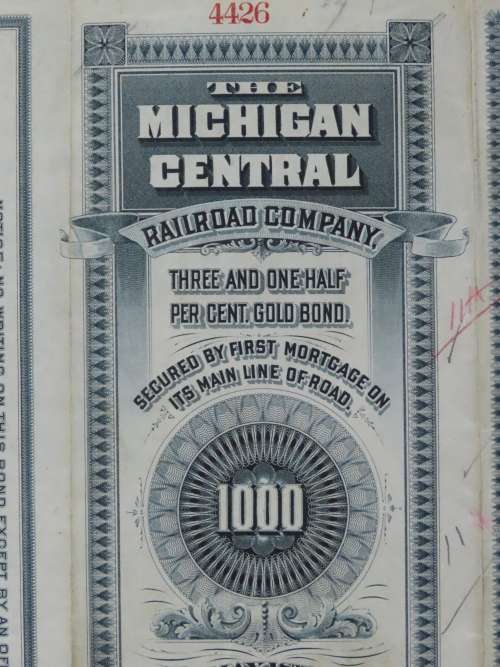 4426
THE
MICHIGAN
CENTRAL
RAILROAD COMPANY.
THREE AND ONE HALF
PER CENT. GOLD BOND.
SECURED BY FIRST MORTGAGE ON
ITS MAIN LINE OF ROAD.
1000
NOTICE: NO WRITING ON THIS BOND EXCEPT BY AN
11